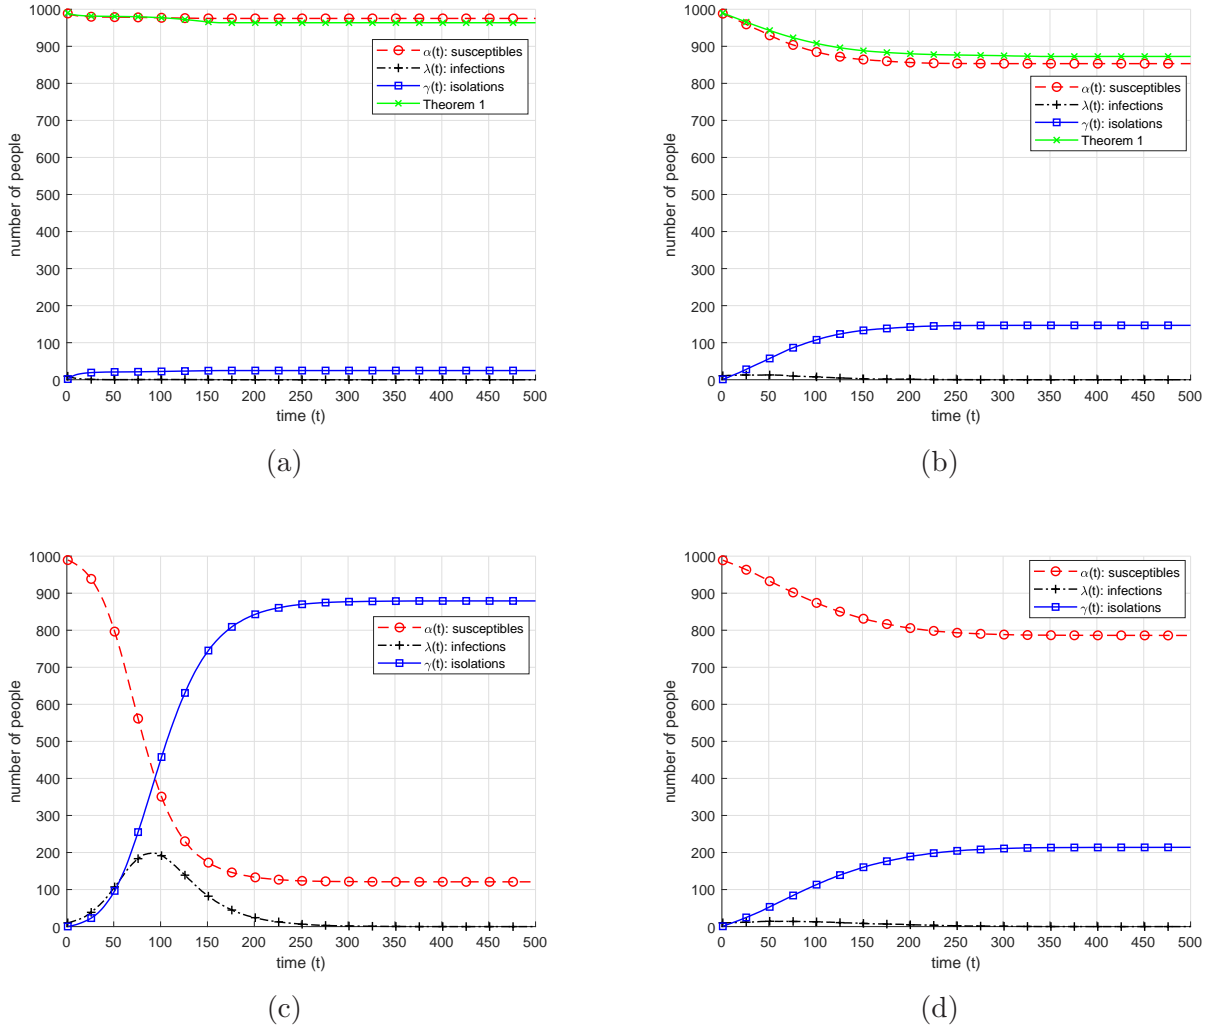 1000
900
800
700
600
500
400
300
200
100
0
number of people
α(t): susceptibles
λ(t): infections
γ(t): isolations
Theorem 1
0 50 100 150 200 250 300 350 400 450 500
time (t)
(a)
1000
900
800
700
600
500
400
300
200
100
0
number of people
α(t): susceptibles
λ(t): infections
γ(t): isolations
Theorem 1
0 50 100 150 200 250 300 350 400 450 500
time (t)
(b)
1000
900
800
700
600
500
400
300
200
100
0
number of people
α(t): susceptibles
λ(t): infections
γ(t): isolations
0 50 100 150 200 250 300 350 400 450 500
time (t)
(c)
1000
900
800
700
600
500
400
300
200
100
0
number of people
α(t): susceptibles
λ(t): infections
γ(t): isolations
0 50 100 150 200 250 300 350 400 450 500
time (t)
(d)